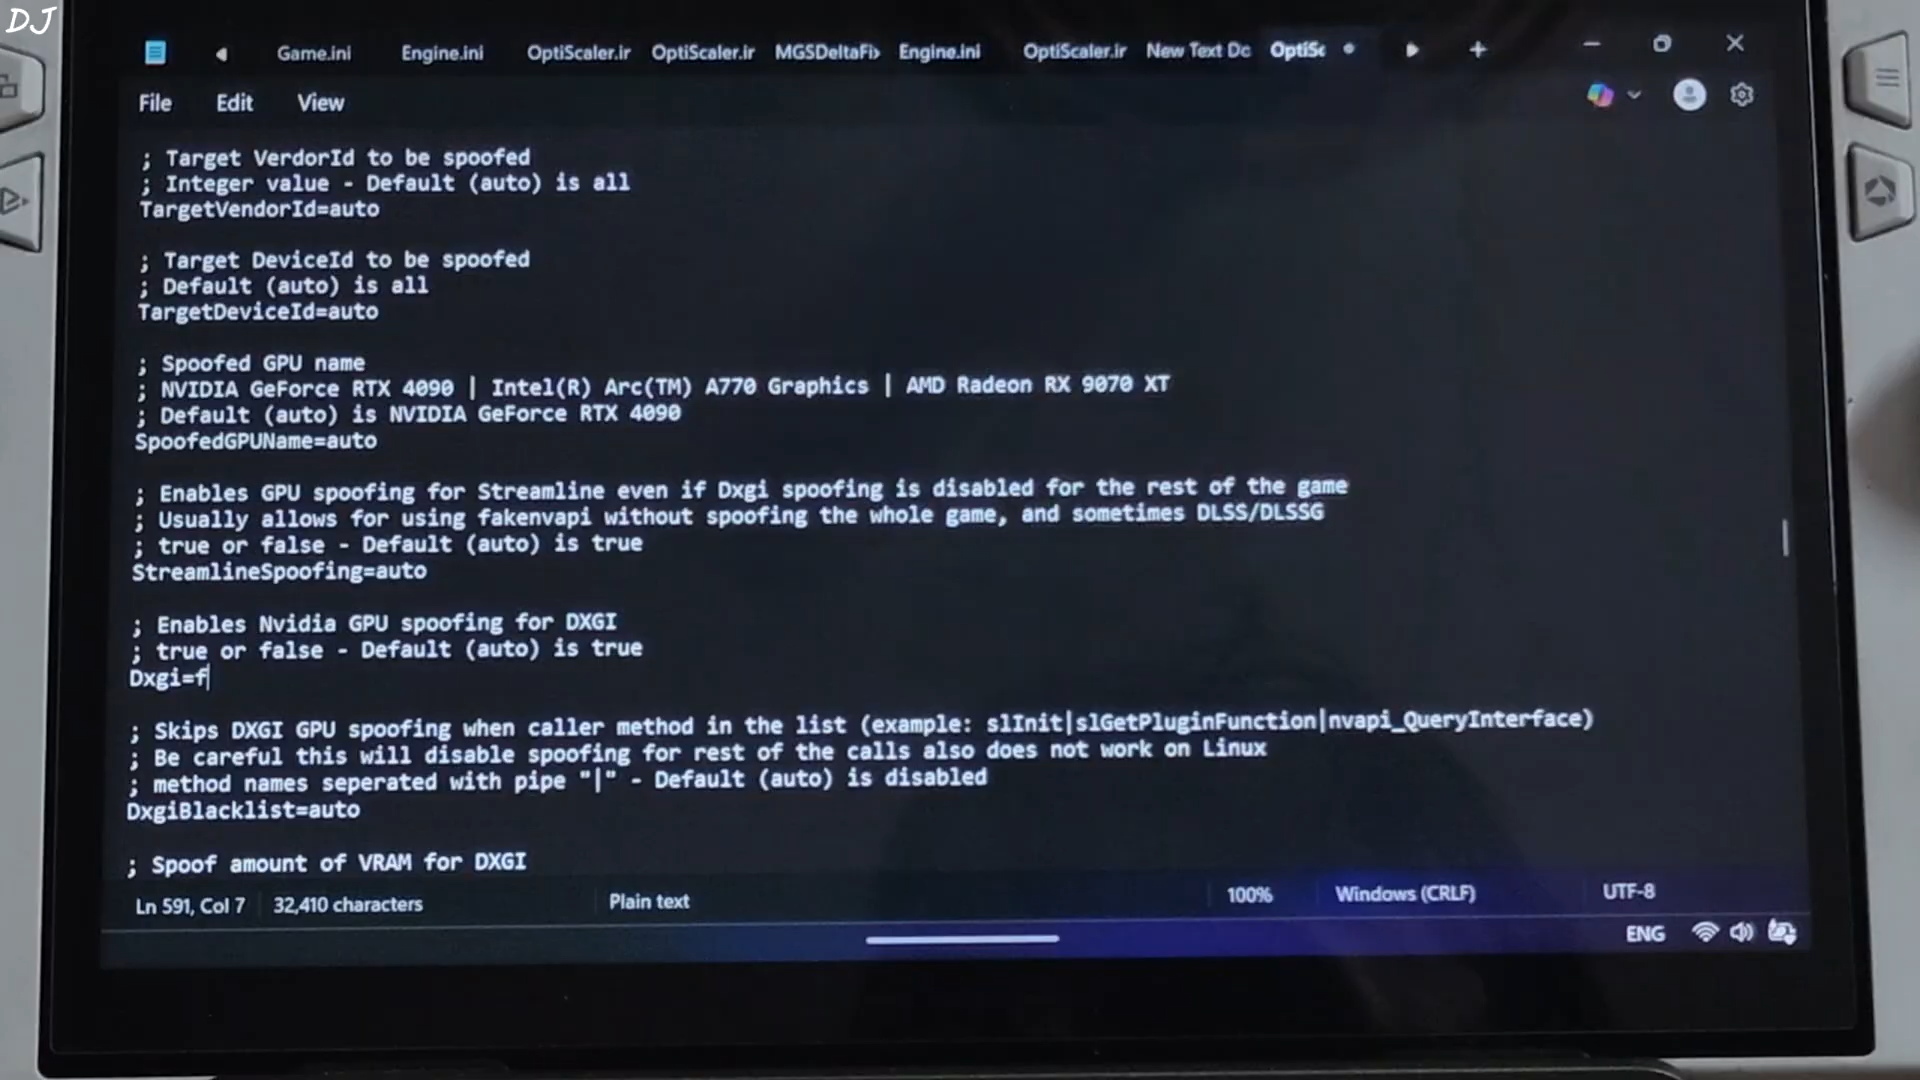 DJ
Game.ini Engine.ini OptiScaler.ir OptiScaler.ir MGSDeltaFi Engine.ini OptiScaler.ir New Text Dc OptiSc
File Edit View
; Target VerdorId to be spoofed
; Integer value - Default (auto) is all
TargetVendorId=auto
; Target DeviceId to be spoofed
; Default (auto) is all
TargetDeviceId=auto
; Spoofed GPU name
; NVIDIA GeForce RTX 4090 | Intel(R) Arc(TM) A770 Graphics | AMD Radeon RX 9070 XT
; Default (auto) is NVIDIA GeForce RTX 4090
SpoofedGPUName=auto
; Enables GPU spoofing for Streamline even if Dxgi spoofing is disabled for the rest of the game
; Usually allows for using fakenvapi without spoofing the whole game, and sometimes DLSS/DLSSG
; true or false - Default (auto) is true
StreamlineSpoofing=auto
; Enables Nvidia GPU spoofing for DXGI
; true or false - Default (auto) is true
Dxgi=f
; Skips DXGI GPU spoofing when caller method in the list (example: slInit|slGetPluginFunction|nvapi_QueryInterface)
; Be careful this will disable spoofing for rest of the calls also does not work on Linux
; method names seperated with pipe "|" - Default (auto) is disabled
DxgiBlacklist=auto
; Spoof amount of VRAM for DXGI
Ln 591, Col 7 32,410 characters Plain text 100% Windows (CRLF) UTF-8
ENG